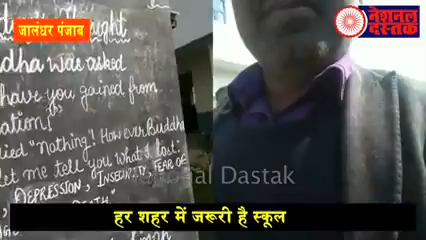 जालंधर पंजाब
नेशनल
दस्तक
Thought
ddha was asked
have you gained from
ation?"
lied "nothing"! However, Buddha
let me tell you what I lost:
DEPRESSION, INSECURITY, FEAR OF
DEATH"
National Dastak
हर शहर में जरूरी है स्कूल